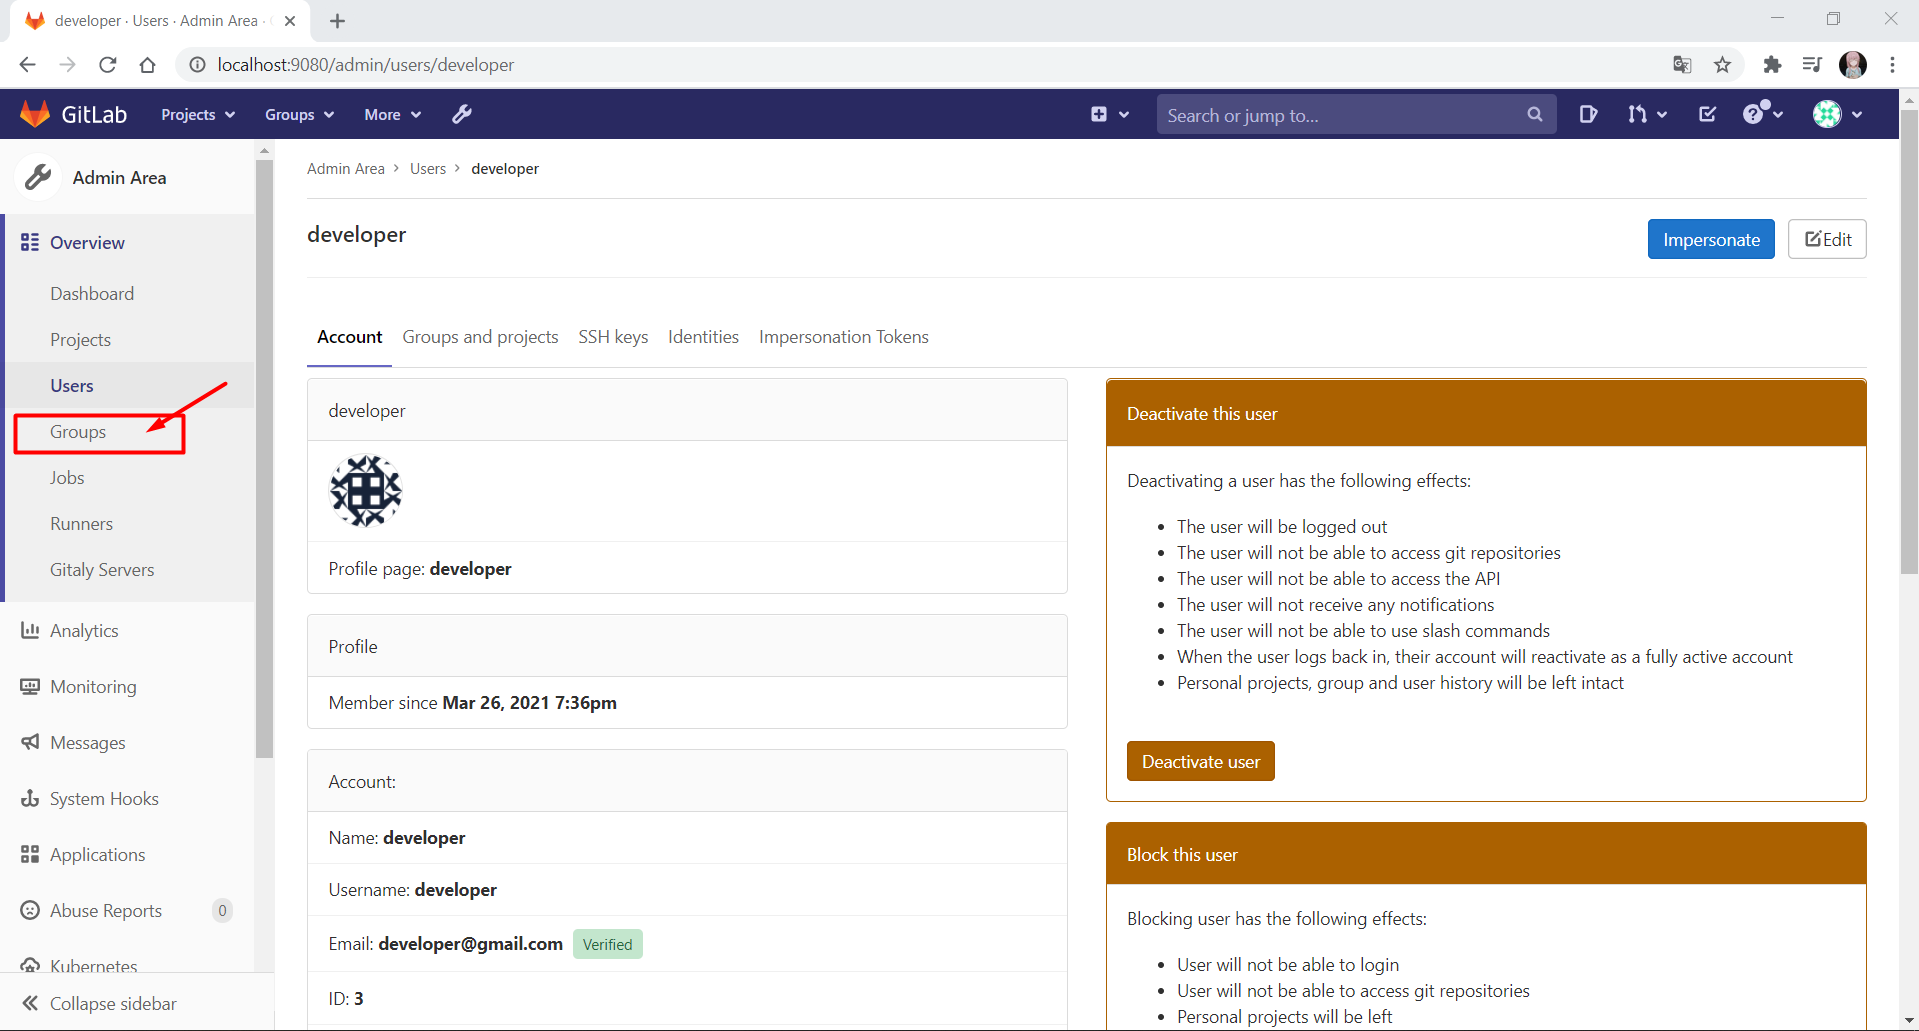 developer · Users · Admin Area ·
localhost:9080/admin/users/developer
GitLab Projects Groups More Search or jump to...
Admin Area
Overview
Dashboard
Projects
Users
Groups
Jobs
Runners
Gitaly Servers
Analytics
Monitoring
Messages
System Hooks
Applications
Abuse Reports 0
Kubernetes
Collapse sidebar
Admin Area › Users › developer
developer
Impersonate Edit
Account Groups and projects SSH keys Identities Impersonation Tokens
developer
Profile page: developer
Profile
Member since Mar 26, 2021 7:36pm
Account:
Name: developer
Username: developer
Email: developer@gmail.com Verified
ID: 3
Deactivate this user
Deactivating a user has the following effects:
• The user will be logged out
• The user will not be able to access git repositories
• The user will not be able to access the API
• The user will not receive any notifications
• The user will not be able to use slash commands
• When the user logs back in, their account will reactivate as a fully active account
• Personal projects, group and user history will be left intact
Deactivate user
Block this user
Blocking user has the following effects:
• User will not be able to login
• User will not be able to access git repositories
• Personal projects will be left